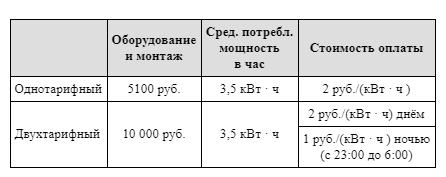 Оборудование
и монтаж
Сред. потребл.
мощность
в час
Стоимость оплаты
Однотарифный
5100 руб.
3,5 кВт · ч
2 руб./(кВт · ч )
Двухтарифный
10 000 руб.
3,5 кВт · ч
2 руб./(кВт · ч) днём
1 руб./(кВт · ч ) ночью
(с 23:00 до 6:00)